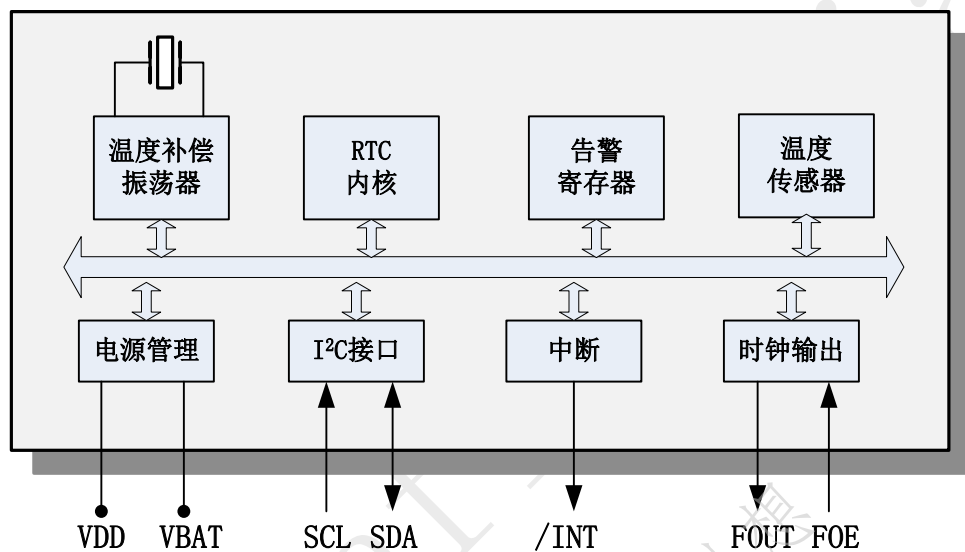 温度补偿
振荡器
RTC
内核
告警
寄存器
温度
传感器
电源管理
I²C接口
中断
时钟输出
VDD
VBAT
SCL
SDA
/INT
FOUT
FOE